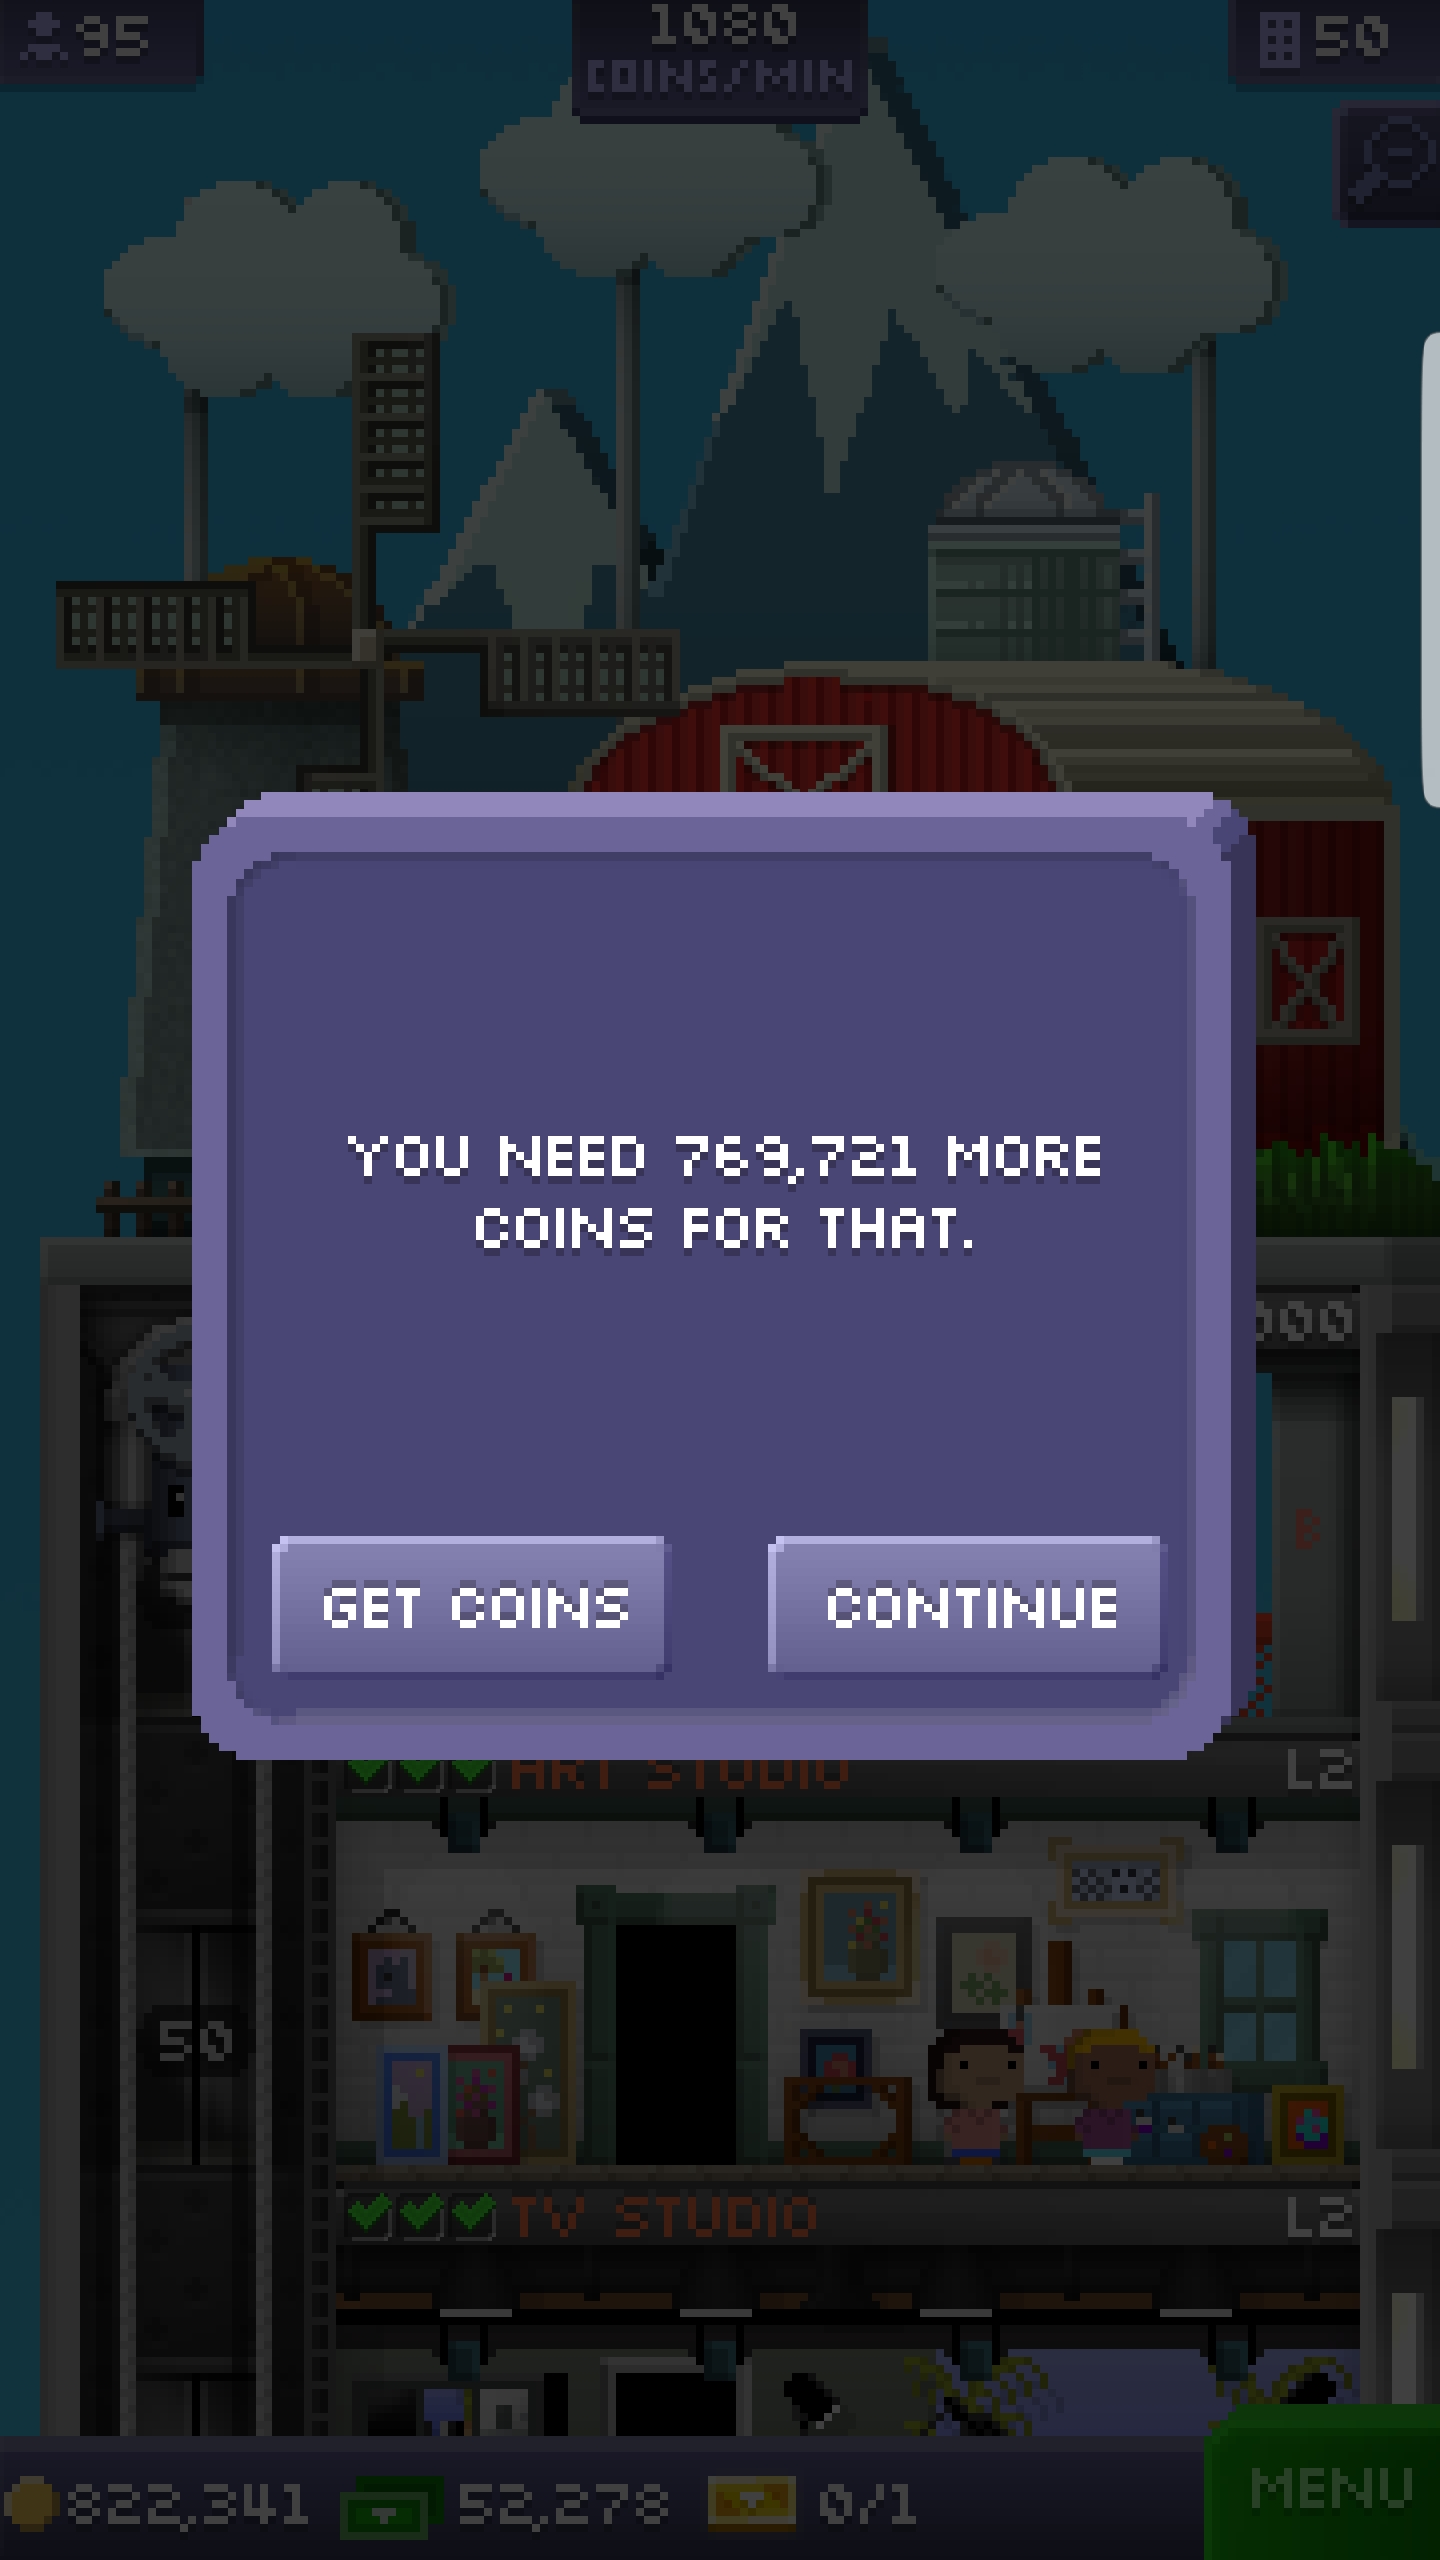 95
1080
COINS/MIN
50
YOU NEED 769,721 MORE
COINS FOR THAT.
000
B
GET COINS
CONTINUE
ART STUDIO
L2
50
TV STUDIO
L2
822,341
52,278
0/1
MENU